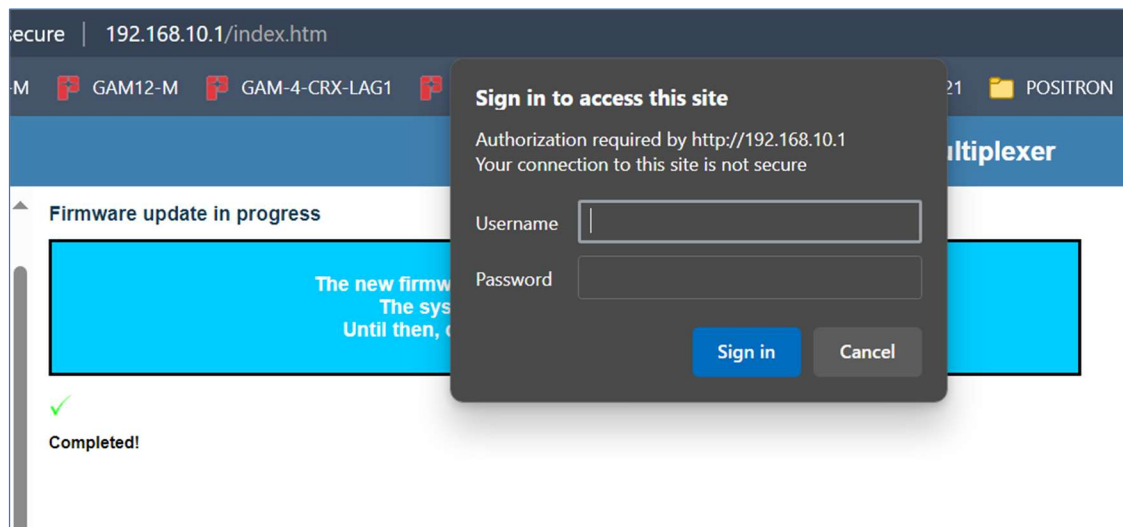 secure | 192.168.10.1/index.htm
-M GAM12-M GAM-4-CRX-LAG1 21 POSITRON
Sign in to access this site
Authorization required by http://192.168.10.1
Your connection to this site is not secure
ltiplexer
Firmware update in progress
Username
Password
The new firmw
The sys
Until then,
Sign in Cancel
Completed!